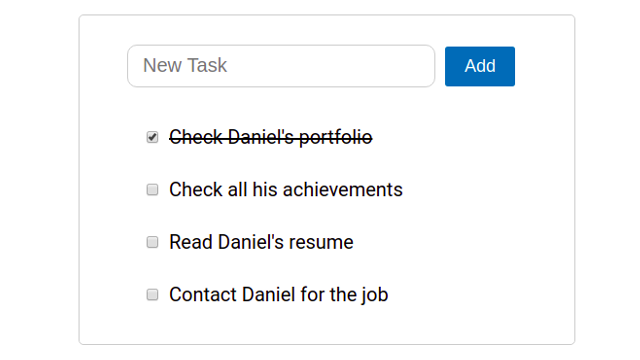 New Task
Add
Check Daniel's portfolio
Check all his achievements
Read Daniel's resume
Contact Daniel for the job